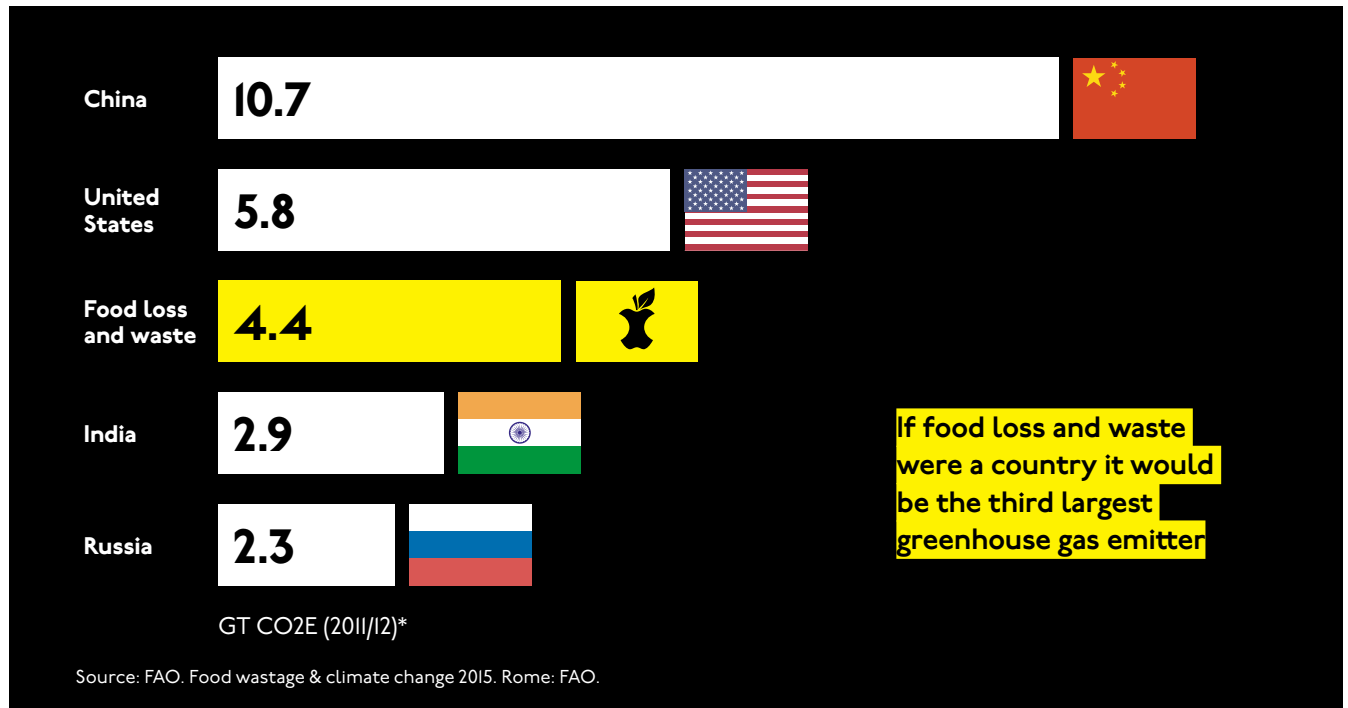 China
10.7
United
States
5.8
Food loss
and waste
4.4
India
2.9
Russia
2.3
GT CO2E (2011/12)*
If food loss and waste
were a country it would
be the third largest
greenhouse gas emitter
Source: FAO. Food wastage & climate change 2015. Rome: FAO.